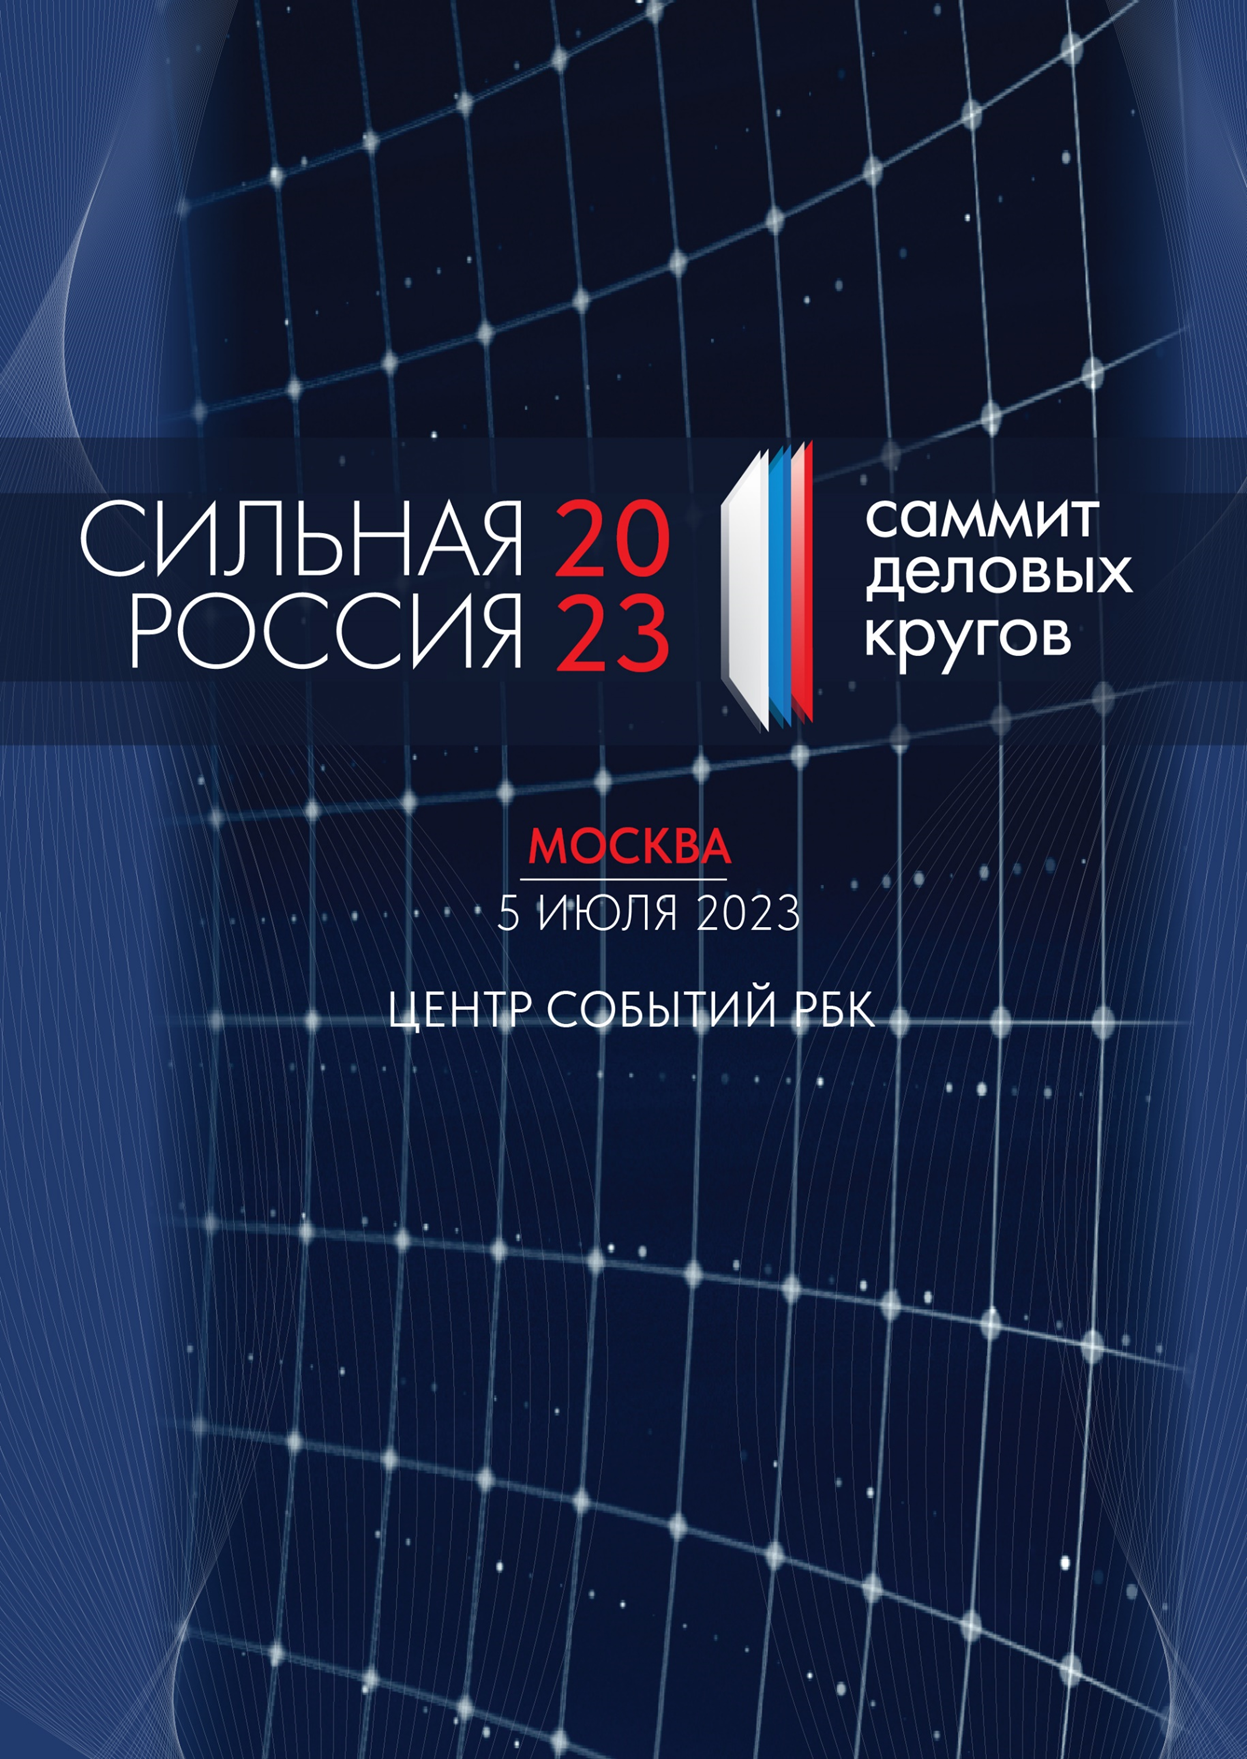 СИЛЬНАЯ 20
РОССИЯ 23
саммит
деловых
кругов
МОСКВА
5 ИЮЛЯ 2023
ЦЕНТР СОБЫТИЙ РБК